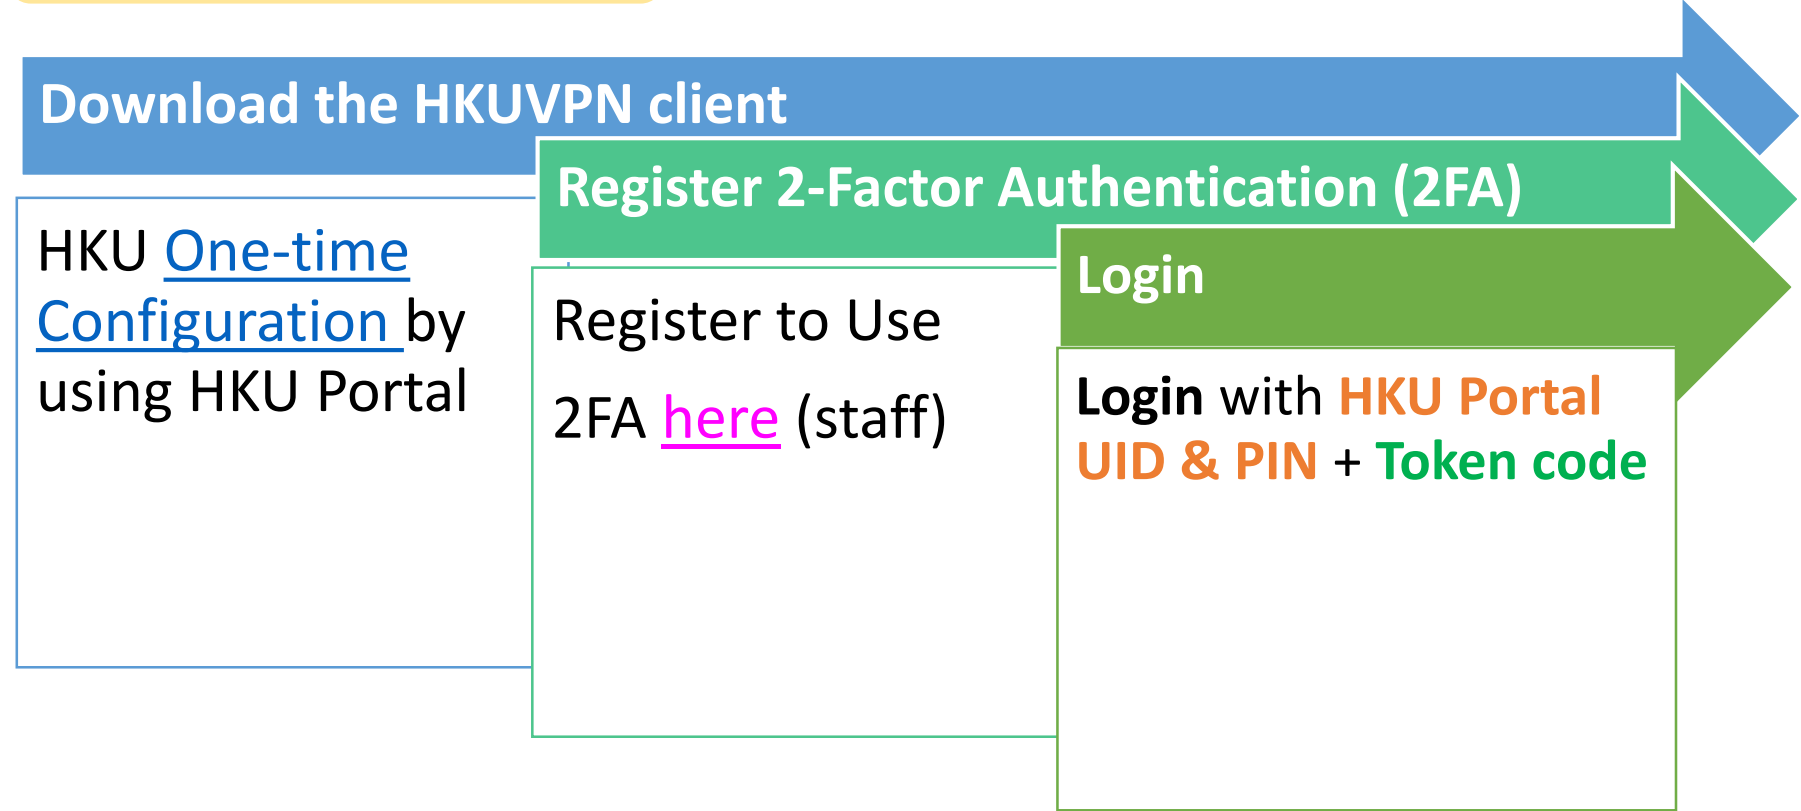 Download the HKUVPN client
HKU One-time
Configuration by
using HKU Portal
Register 2-Factor Authentication (2FA)
Register to Use
2FA here (staff)
Login
Login with HKU Portal
UID & PIN + Token code